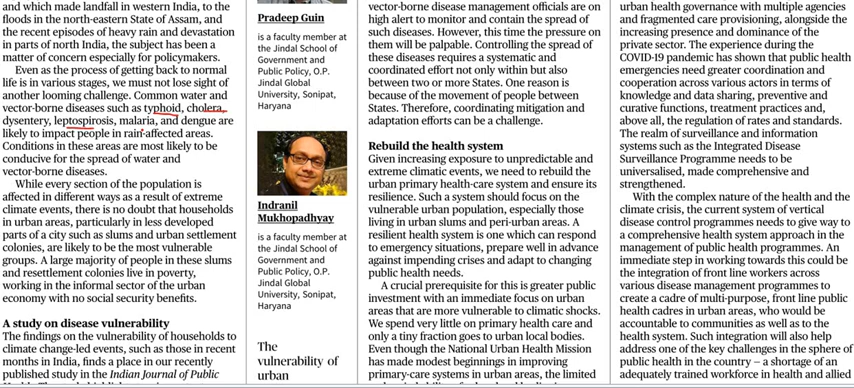 and which made landfall in western India, to the
floods in the north-eastern State of Assam, and
the recent episodes of heavy rain and devastation
in parts of north India, the subject has been a
matter of concern especially for policymakers.
Even as the process of getting back to normal
life is in various stages, we must not lose sight of
another looming challenge. Common water and
vector-borne diseases such as typhoid, cholera,
dysentery, leptospirosis, malaria, and dengue are
likely to impact people in rain-affected areas.
Conditions in these areas are most likely to be
conducive for the spread of water and
vector-borne diseases.
While every section of the population is
affected in different ways as a result of extreme
climate events, there is no doubt that households
in urban areas, particularly in less developed
parts of a city such as slums and urban settlement
colonies, are likely to be the most vulnerable
groups. A large majority of people in these slums
and resettlement colonies live in poverty,
working in the informal sector of the urban
economy with no social security benefits.
A study on disease vulnerability
The findings on the vulnerability of households to
climate change-led events, such as those in recent
months in India, finds a place in our recently
published study in the Indian Journal of Public
Pradeep Guin
is a faculty member at
the Jindal School of
Government and
Public Policy, O.P.
Jindal Global
University, Sonipat,
Haryana
Indranil
Mukhopadhyay
is a faculty member at
the Jindal School of
Government and
Public Policy, O.P.
Jindal Global
University, Sonipat,
Haryana
The
vulnerability of
urban
vector-borne disease management officials are on
high alert to monitor and contain the spread of
such diseases. However, this time the pressure on
them will be palpable. Controlling the spread of
these diseases requires a systematic and
coordinated effort not only within but also
between two or more States. One reason is
because of the movement of people between
States. Therefore, coordinating mitigation and
adaptation efforts can be a challenge.
Rebuild the health system
Given increasing exposure to unpredictable and
extreme climatic events, we need to rebuild the
urban primary health-care system and ensure its
resilience. Such a system should focus on the
vulnerable urban population, especially those
living in urban slums and peri-urban areas. A
resilient health system is one which can respond
to emergency situations, prepare well in advance
against impending crises and adapt to changing
public health needs.
A crucial prerequisite for this is greater public
investment with an immediate focus on urban
areas that are more vulnerable to climatic shocks.
We spend very little on primary health care and
only a tiny fraction goes to urban local bodies.
Even though the National Urban Health Mission
has made modest beginnings in improving
primary-care systems in urban areas, the limited
urban health governance with multiple agencies
and fragmented care provisioning, alongside the
increasing presence and dominance of the
private sector. The experience during the
COVID-19 pandemic has shown that public health
emergencies need greater coordination and
cooperation across various actors in terms of
knowledge and data sharing, preventive and
curative functions, treatment practices and,
above all, the regulation of rates and standards.
The realm of surveillance and information
systems such as the Integrated Disease
Surveillance Programme needs to be
universalised, made comprehensive and
strengthened.
With the complex nature of the health and the
climate crisis, the current system of vertical
disease control programmes needs to give way to
a comprehensive health system approach in the
management of public health programmes. An
immediate step in working towards this could be
the integration of front line workers across
various disease management programmes to
create a cadre of multi-purpose, front line public
health cadres in urban areas, who would be
accountable to communities as well as to the
health system. Such integration will also help
address one of the key challenges in the sphere of
public health in the country – a shortage of an
adequately trained workforce in health and allied